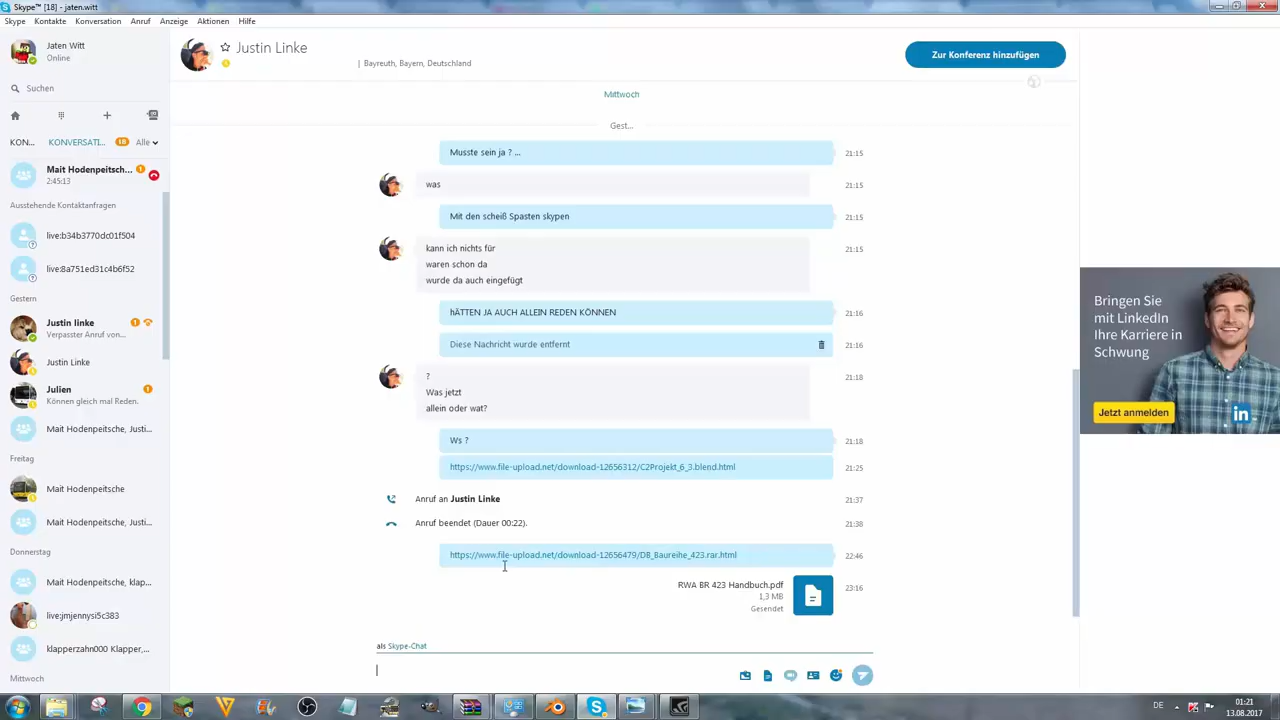 Skype™ [18] - jaten.witt
Skype Kontakte Konversation Anruf Anzeige Aktionen Hilfe
Jaten Witt
Online
Suchen
KON... KONVERSATI... 18 Alle
Mait Hodenpeitsch...
2:45:13
Ausstehende Kontaktanfragen
live:b34b3770dc01f504
live:8a751ed31c4b6f52
Gestern
Justin linke
Verpasster Anruf von...
Justin Linke
Julien
Können gleich mal Reden.
Mait Hodenpeitsche, Justi...
Freitag
Mait Hodenpeitsche
Mait Hodenpeitsche, Justi...
Donnerstag
Mait Hodenpeitsche, klap...
live:jmjennysi5c383
klapperzahn000 Klapper,...
Mittwoch
Justin Linke
| Bayreuth, Bayern, Deutschland
Zur Konferenz hinzufügen
Mittwoch
Gest...
Musste sein ja ? ... 21:15
was 21:15
Mit den scheiß Spasten skypen 21:15
kann ich nichts für 21:15
waren schon da
wurde da auch eingefügt
hÄTTEN JA AUCH ALLEIN REDEN KÖNNEN 21:16
Diese Nachricht wurde entfernt 21:16
? 21:18
Was jetzt
allein oder wat?
Ws ? 21:18
https://www.file-upload.net/download-12656312/C2Projekt_6_3.blend.html 21:25
Anruf an Justin Linke 21:37
Anruf beendet (Dauer 00:22). 21:38
https://www.file-upload.net/download-12656479/DB_Baureihe_423.rar.html 22:46
RWA BR 423 Handbuch.pdf 23:16
1,3 MB
Gesendet
als Skype-Chat
Bringen Sie
mit LinkedIn
Ihre Karriere in
Schwung
Jetzt anmelden
in
DE
01:21
13.08.2017